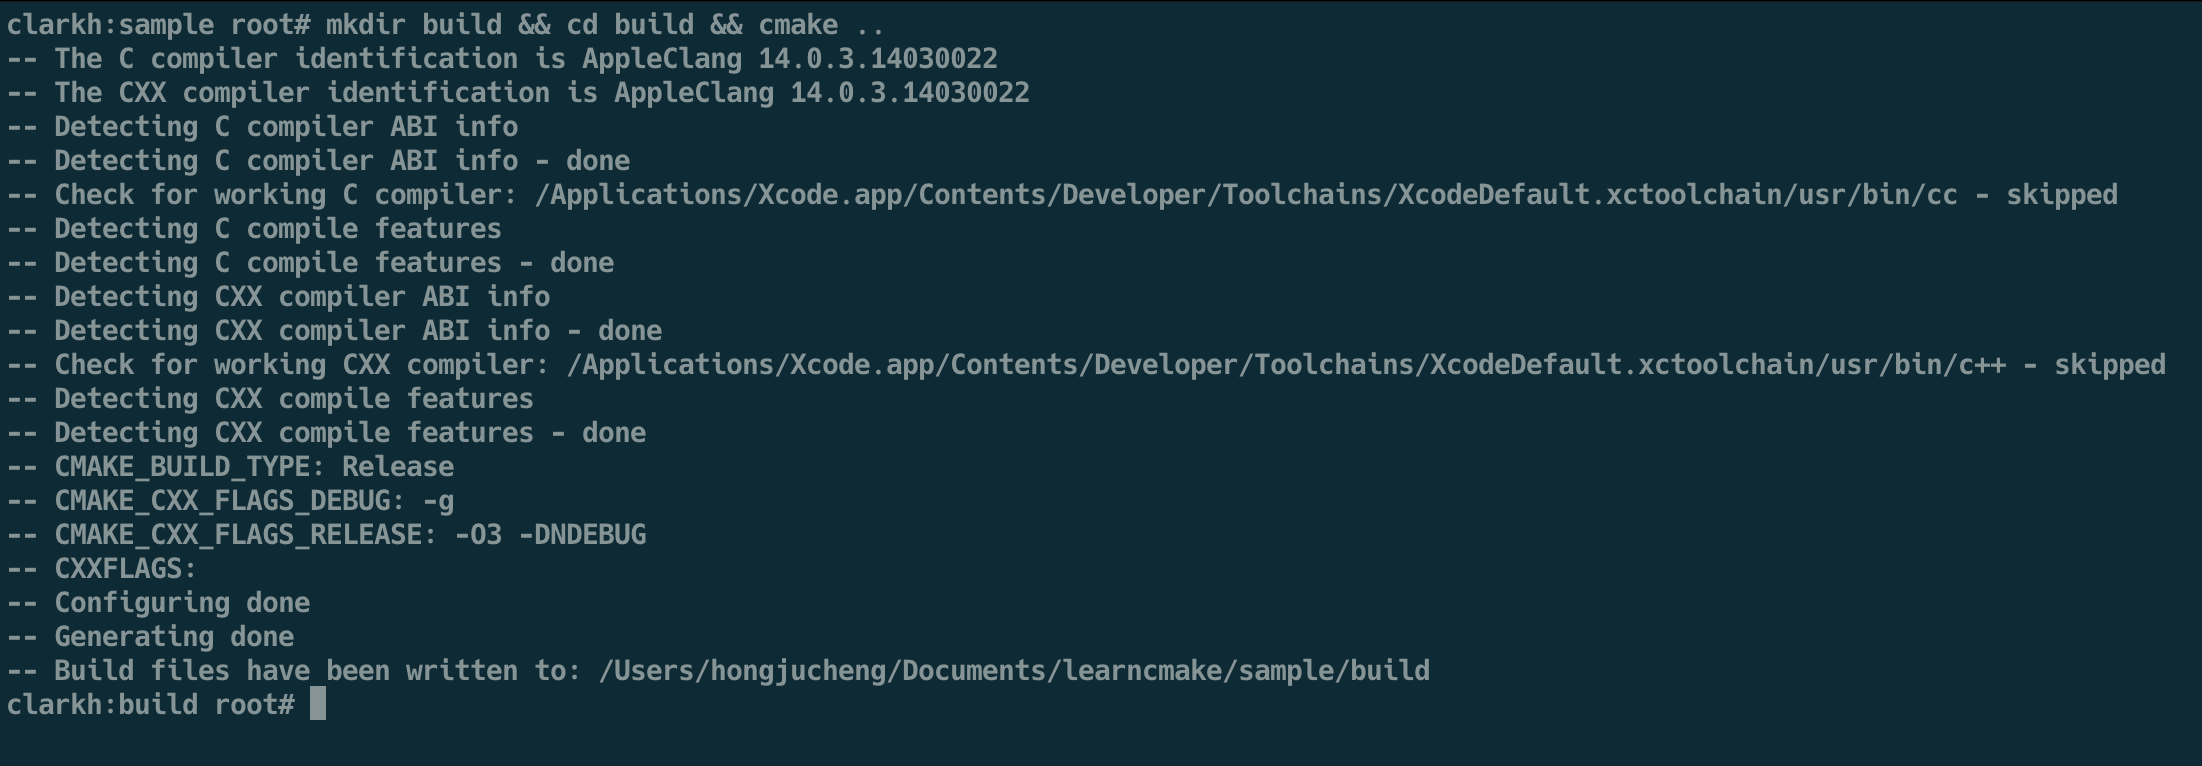 clarkh:sample root# mkdir build && cd build && cmake ..
-- The C compiler identification is AppleClang 14.0.3.14030022
-- The CXX compiler identification is AppleClang 14.0.3.14030022
-- Detecting C compiler ABI info
-- Detecting C compiler ABI info - done
-- Check for working C compiler: /Applications/Xcode.app/Contents/Developer/Toolchains/XcodeDefault.xctoolchain/usr/bin/cc - skipped
-- Detecting C compile features
-- Detecting C compile features - done
-- Detecting CXX compiler ABI info
-- Detecting CXX compiler ABI info - done
-- Check for working CXX compiler: /Applications/Xcode.app/Contents/Developer/Toolchains/XcodeDefault.xctoolchain/usr/bin/c++ - skipped
-- Detecting CXX compile features
-- Detecting CXX compile features - done
-- CMAKE_BUILD_TYPE: Release
-- CMAKE_CXX_FLAGS_DEBUG: -g
-- CMAKE_CXX_FLAGS_RELEASE: -O3 -DNDEBUG
-- CXXFLAGS:
-- Configuring done
-- Generating done
-- Build files have been written to: /Users/hongjucheng/Documents/learncmake/sample/build
clarkh:build root#